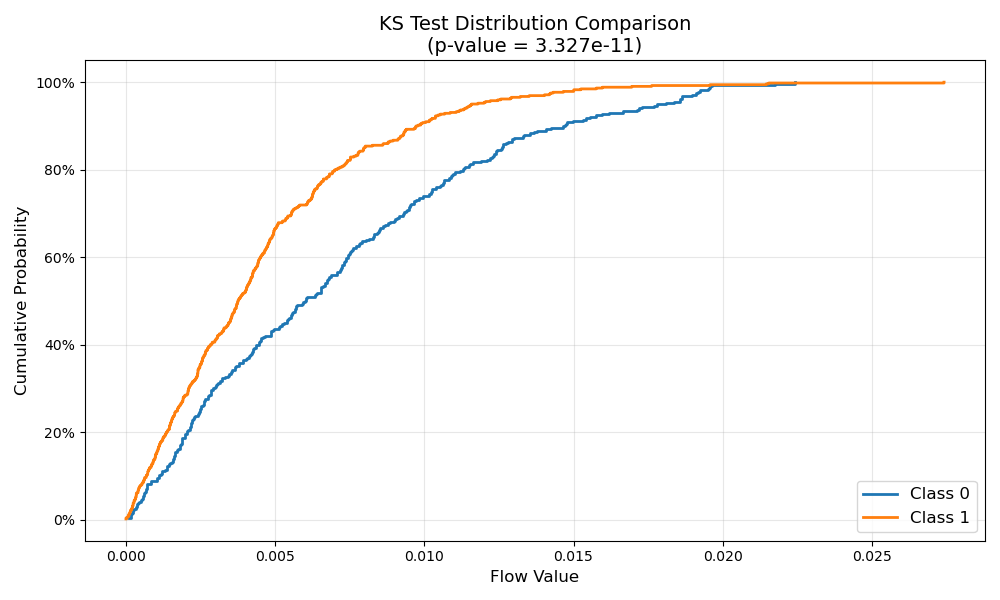 KS Test Distribution Comparison
(p-value = 3.327e-11)
Cumulative Probability
100%
80%
60%
40%
20%
0%
0.000 0.005 0.010 0.015 0.020 0.025
Flow Value
Class 0
Class 1